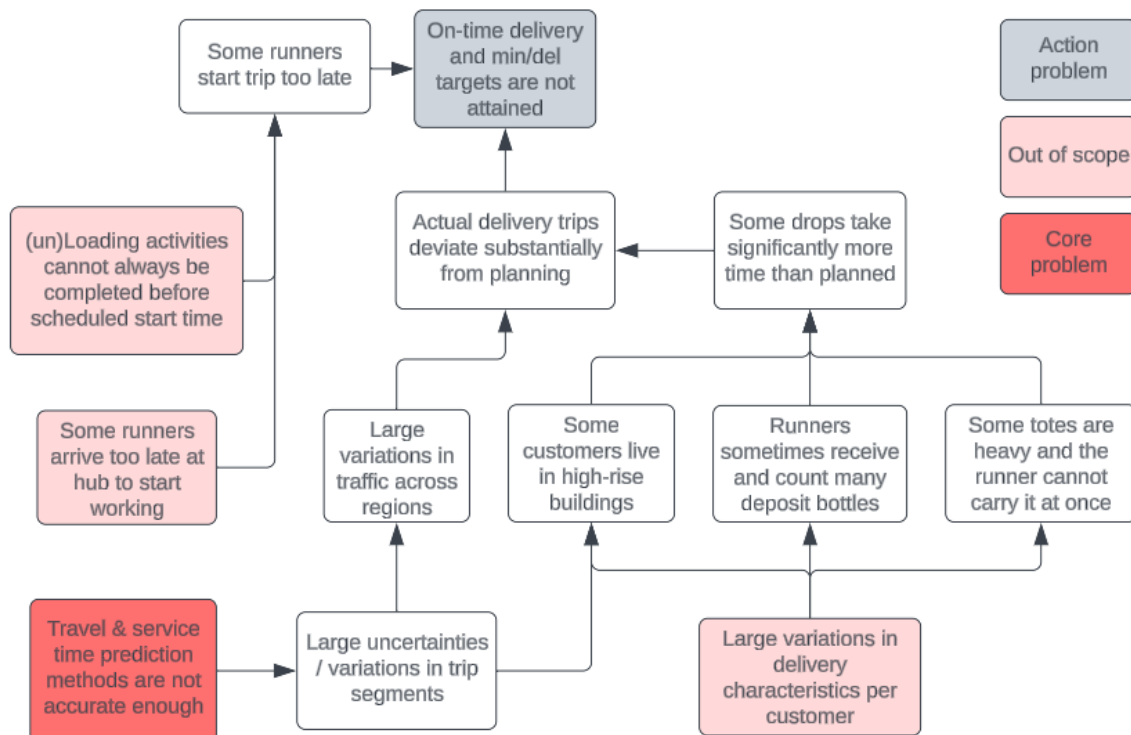 Some runners
start trip too late
On-time delivery
and min/del
targets are not
attained
Action
problem
Out of scope
Core
problem
(un)Loading activities
cannot always be
completed before
scheduled start time
Actual delivery trips
deviate substantially
from planning
Some drops take
significantly more
time than planned
Some runners
arrive too late at
hub to start
working
Large
variations in
traffic across
regions
Some
customers live
in high-rise
buildings
Runners
sometimes receive
and count many
deposit bottles
Some totes are
heavy and the
runner cannot
carry it at once
Travel & service
time prediction
methods are not
accurate enough
Large uncertainties
/ variations in trip
segments
Large variations in
delivery
characteristics per
customer